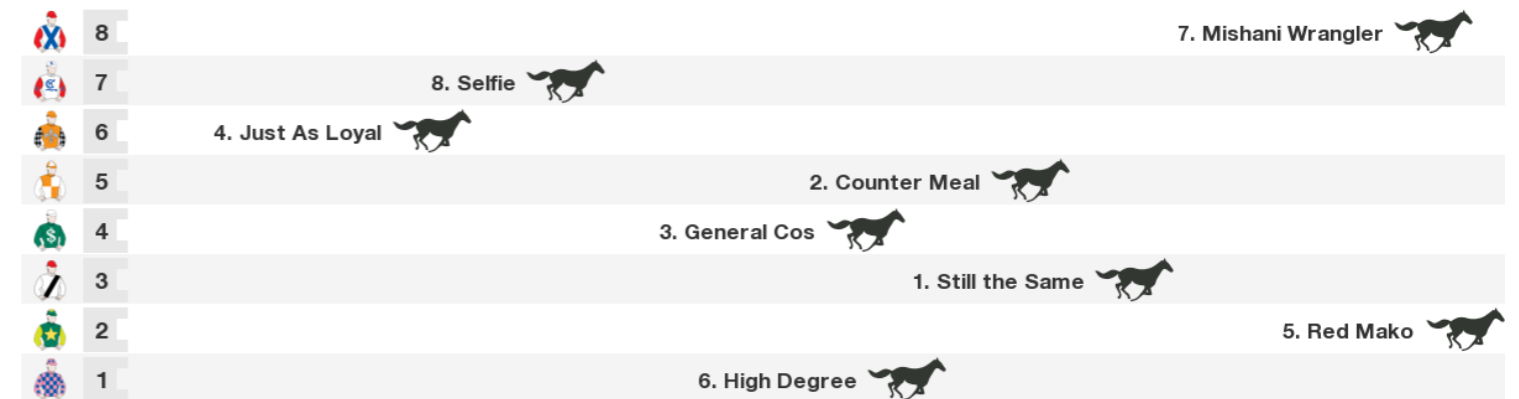 8 7. Mishani Wrangler
7 8. Selfie
6 4. Just As Loyal
5 2. Counter Meal
4 3. General Cos
$
3 1. Still the Same
2 5. Red Mako
1 6. High Degree